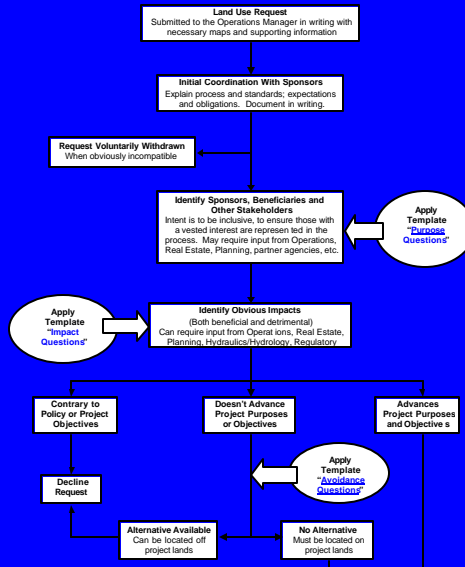 Land Use Request
Submitted to the Operations Manager in writing with
necessary maps and supporting information
Initial Coordination With Sponsors
Explain process and standards; expectations
and obligations. Document in writing.
Request Voluntarily Withdrawn
When obviously incompatible
Identify Sponsors, Beneficiaries and
Other Stakeholders
Intent is to be inclusive, to ensure those with
a vested interest are represen ted in the
process. May require input from Operations,
Real Estate, Planning, partner agencies, etc.
Apply
Template
"Purpose
Questions"
Apply
Template
"Impact
Questions"
Identify Obvious Impacts
(Both beneficial and detrimental)
Can require input from Operat ions, Real Estate,
Planning, Hydraulics/Hydrology, Regulatory
Contrary to
Policy or Project
Objectives
Doesn't Advance
Project Purposes
or Objectives
Advances
Project Purposes
and Objective s
Decline
Request
Apply
Template
"Avoidance
Questions"
Alternative Available
Can be located off
project lands
No Alternative
Must be located on
project lands